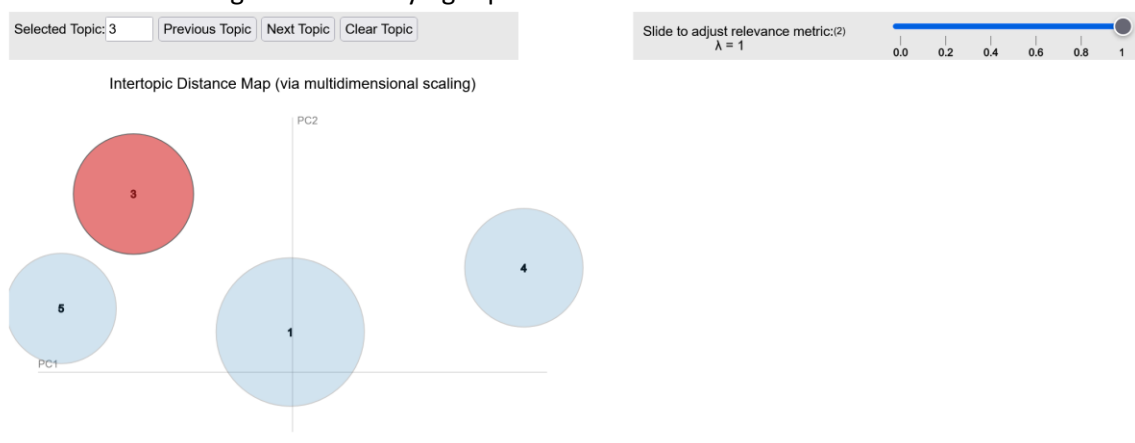 Selected Topic: 3 Previous Topic Next Topic Clear Topic
Slide to adjust relevance metric:(2)
λ = 1
0.0 0.2 0.4 0.6 0.8 1
Intertopic Distance Map (via multidimensional scaling)
PC2
3
4
5
1
PC1